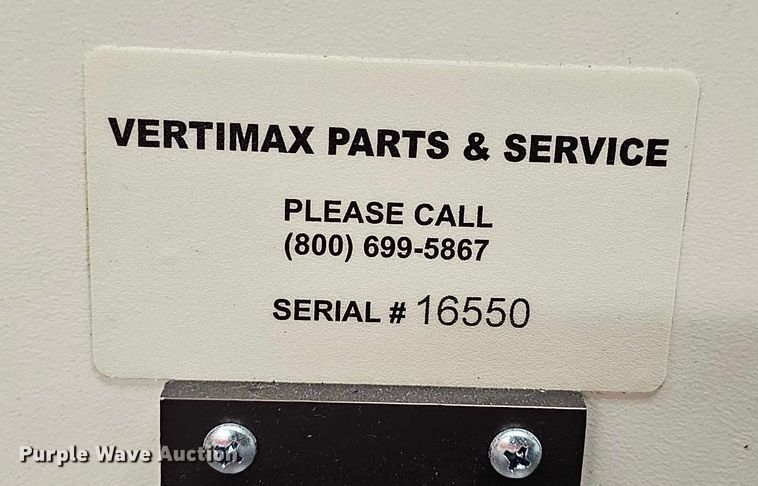 VERTIMAX PARTS & SERVICE
PLEASE CALL
(800) 699-5867
SERIAL # 16550
Purple Wave Auction